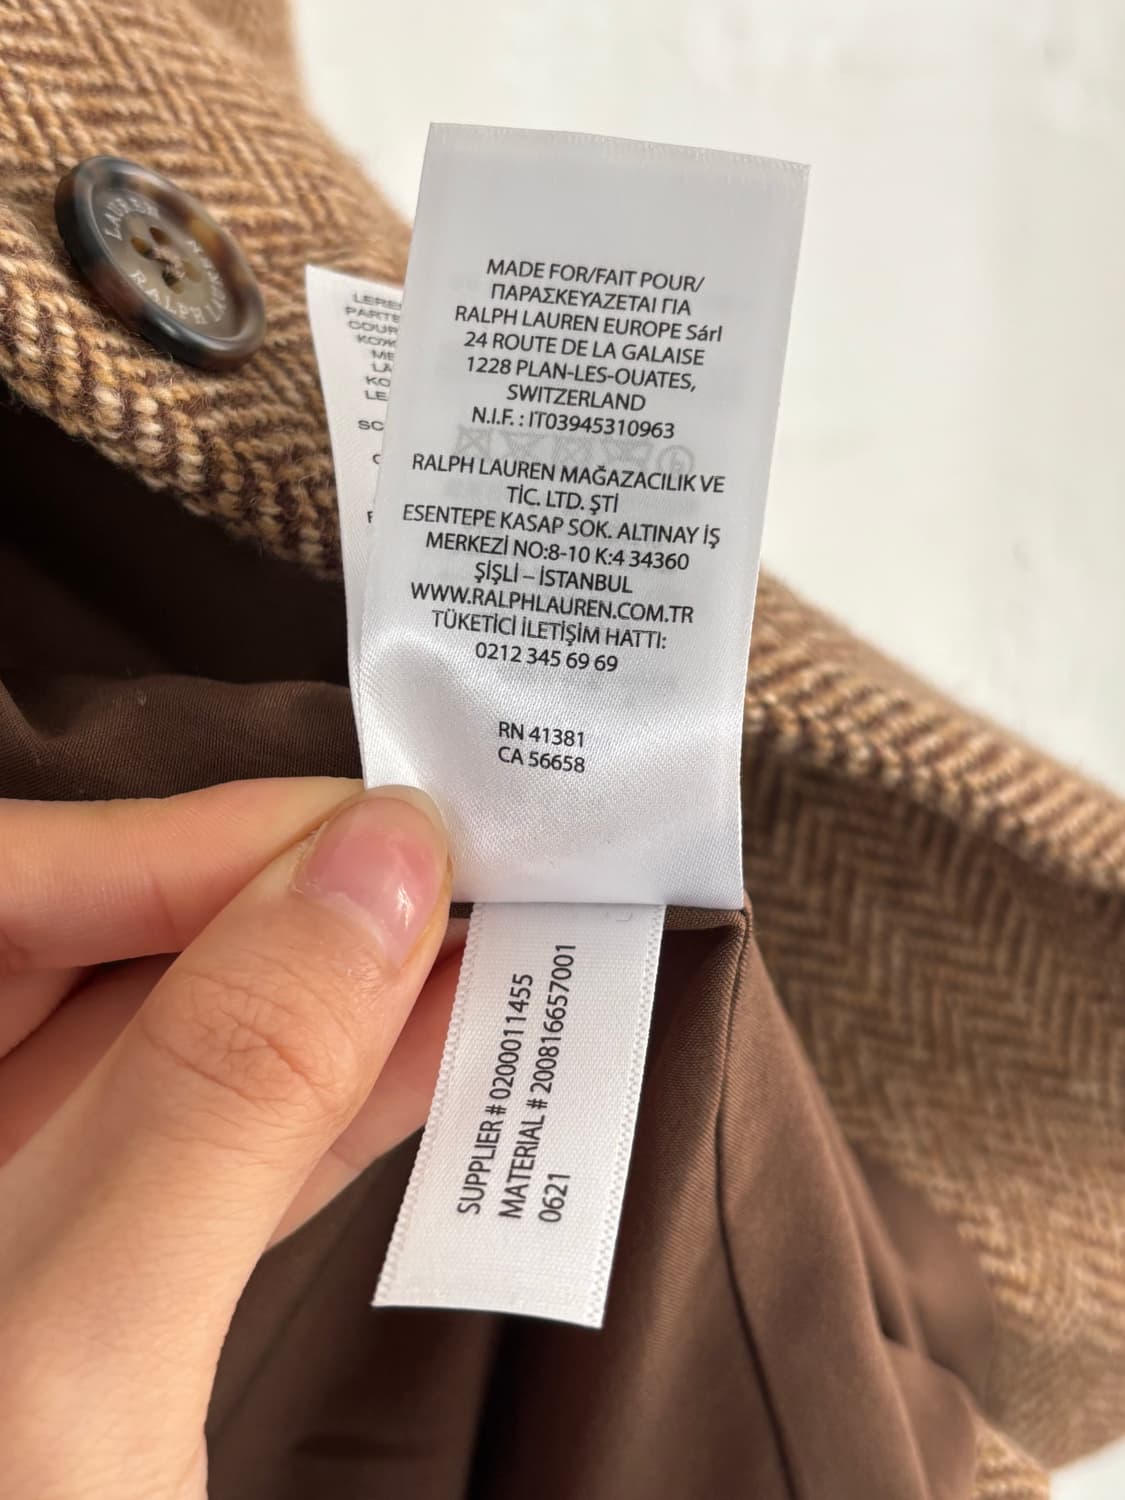 LAUREN
RALPH LAUREN
MADE FOR/FAIT POUR/
ΠΑΡΑΣΚΕΥΑΖΕΤΑΙ ΓΙΑ
RALPH LAUREN EUROPE Sárl
24 ROUTE DE LA GALAISE
1228 PLAN-LES-OUATES,
SWITZERLAND
N.I.F. : IT03945310963
RALPH LAUREN MAĞAZACILIK VE
TİC. LTD. ŞTİ
ESENTEPE KASAP SOK. ALTINAY İŞ
MERKEZİ NO:8-10 K:4 34360
ŞİŞLİ – İSTANBUL
WWW.RALPHLAUREN.COM.TR
TÜKETİCİ İLETİŞİM HATTI:
0212 345 69 69
RN 41381
CA 56658
SUPPLIER # 0200011455
MATERIAL # 200816657001
0621